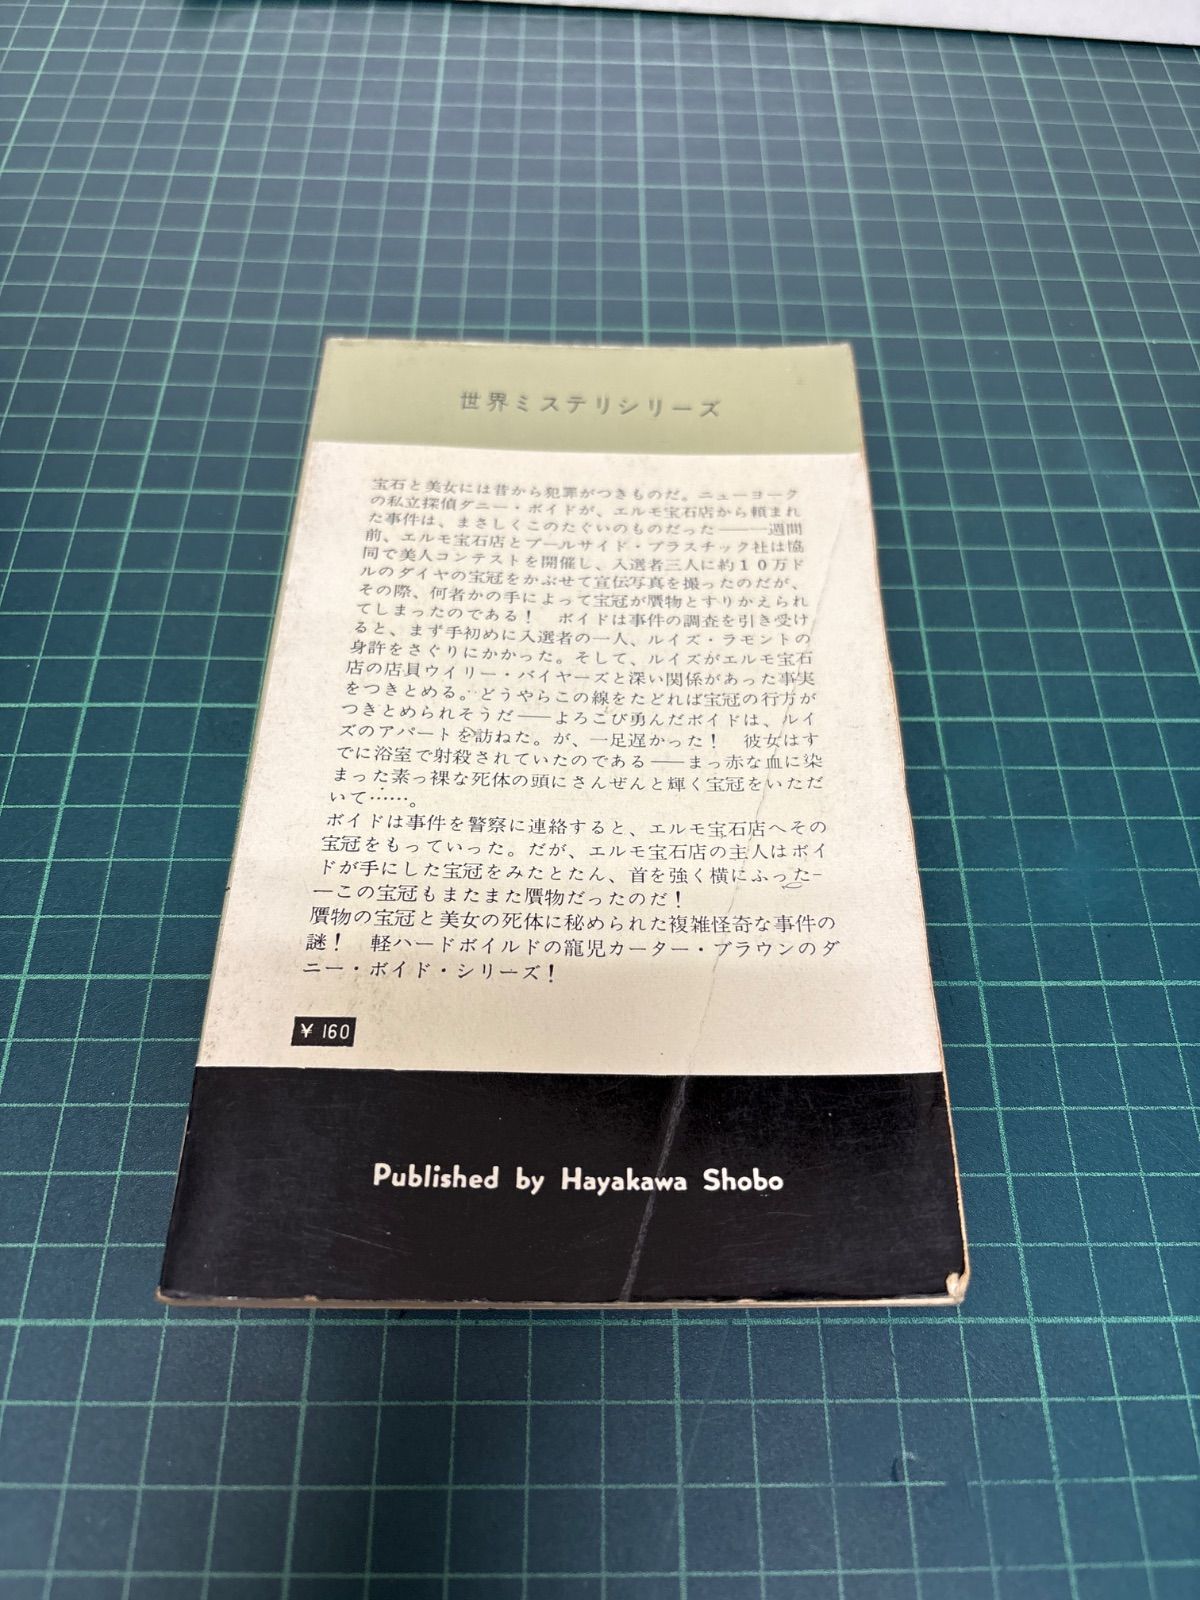 世界ミステリシリーズ
宝石と美女には昔から犯罪がつきものだ。ニューヨーク
の私立探偵ダニー・ボイドが、エルモ宝石店から頼まれ
た事件は、まさしくこのたぐいのものだった――一週間
前、エルモ宝石店とプールサイド・プラスチック社は協
同で美人コンテストを開催し、入選者三人に約10万ド
ルのダイヤの宝冠をかぶせて宣伝写真を撮ったのだが、
その際、何者かの手によって宝冠が贋物とすりかえられ
てしまったのである！　ボイドは事件の調査を引き受け
ると、まず手初めに入選者の一人、ルイズ・ラモントの
身許をさぐりにかかった。そして、ルイズがエルモ宝石
店の店員ウイリー・バイヤーズと深い関係があった事実
をつきとめる。どうやらこの線をたどれば宝冠の行方が
つきとめられそうだ――よろこび勇んだボイドは、ルイ
ズのアパートを訪ねた。が、一足遅かった！　彼女はす
でに浴室で射殺されていたのである――まっ赤な血に染
まった素っ裸な死体の頭にさんぜんと輝く宝冠をいただ
いて……。
ボイドは事件を警察に連絡すると、エルモ宝石店へその
宝冠をもっていった。だが、エルモ宝石店の主人はボイ
ドが手にした宝冠をみたとたん、首を強く横にふった―
―この宝冠もまたまた贋物だったのだ！
贋物の宝冠と美女の死体に秘められた複雑怪奇な事件の
謎！　軽ハードボイルドの寵児カーター・ブラウンのダ
ニー・ボイド・シリーズ！
¥ 160
Published by Hayakawa Shobo